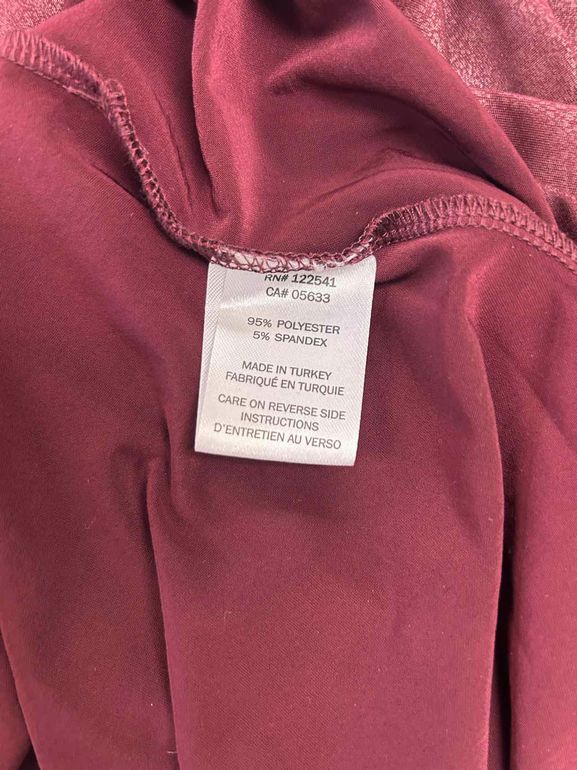 RN# 122541
CA# 05633
95% POLYESTER
5% SPANDEX
MADE IN TURKEY
FABRIQUÉ EN TURQUIE
CARE ON REVERSE SIDE
INSTRUCTIONS
D'ENTRETIEN AU VERSO